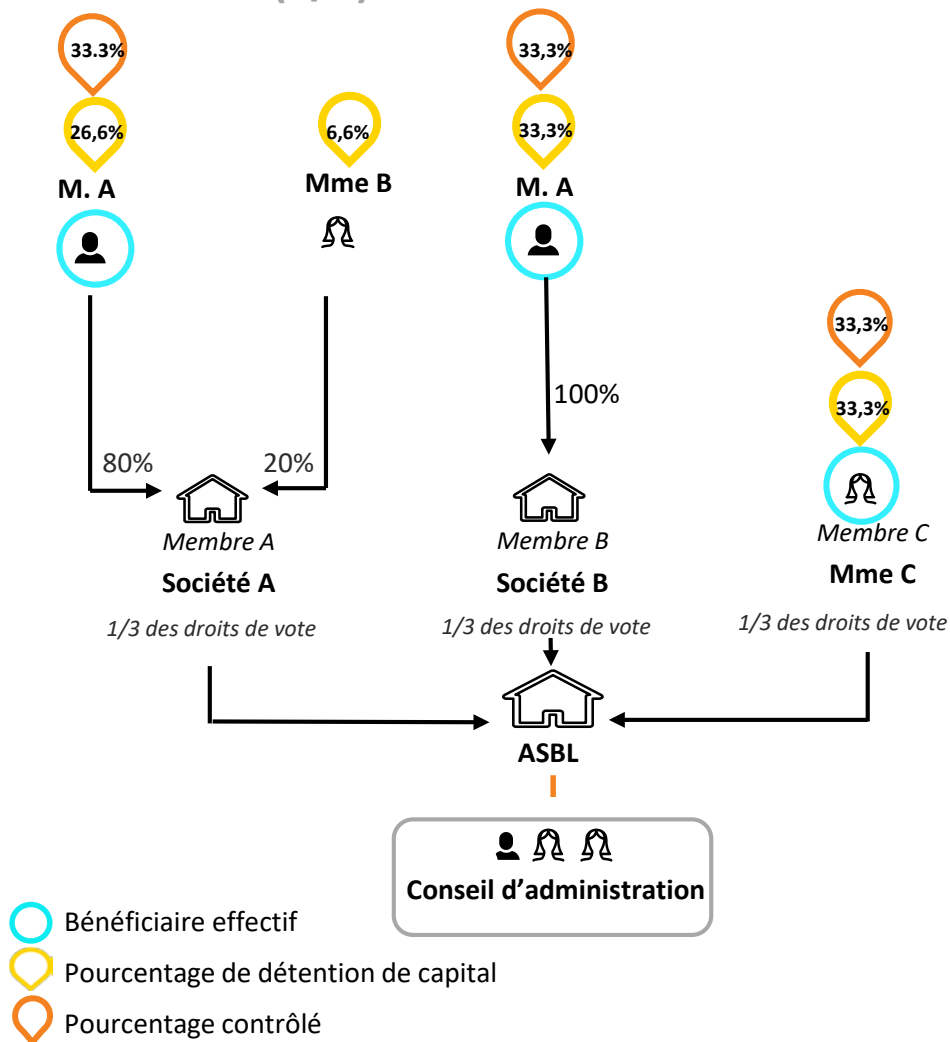 33.3%
26,6%
M. A
6,6%
Mme B
33,3%
33,3%
M. A
33,3%
33,3%
80%
20%
100%
Membre A
Société A
1/3 des droits de vote
Membre B
Société B
1/3 des droits de vote
Membre C
Mme C
1/3 des droits de vote
ASBL
Conseil d’administration
Bénéficiaire effectif
Pourcentage de détention de capital
Pourcentage contrôlé